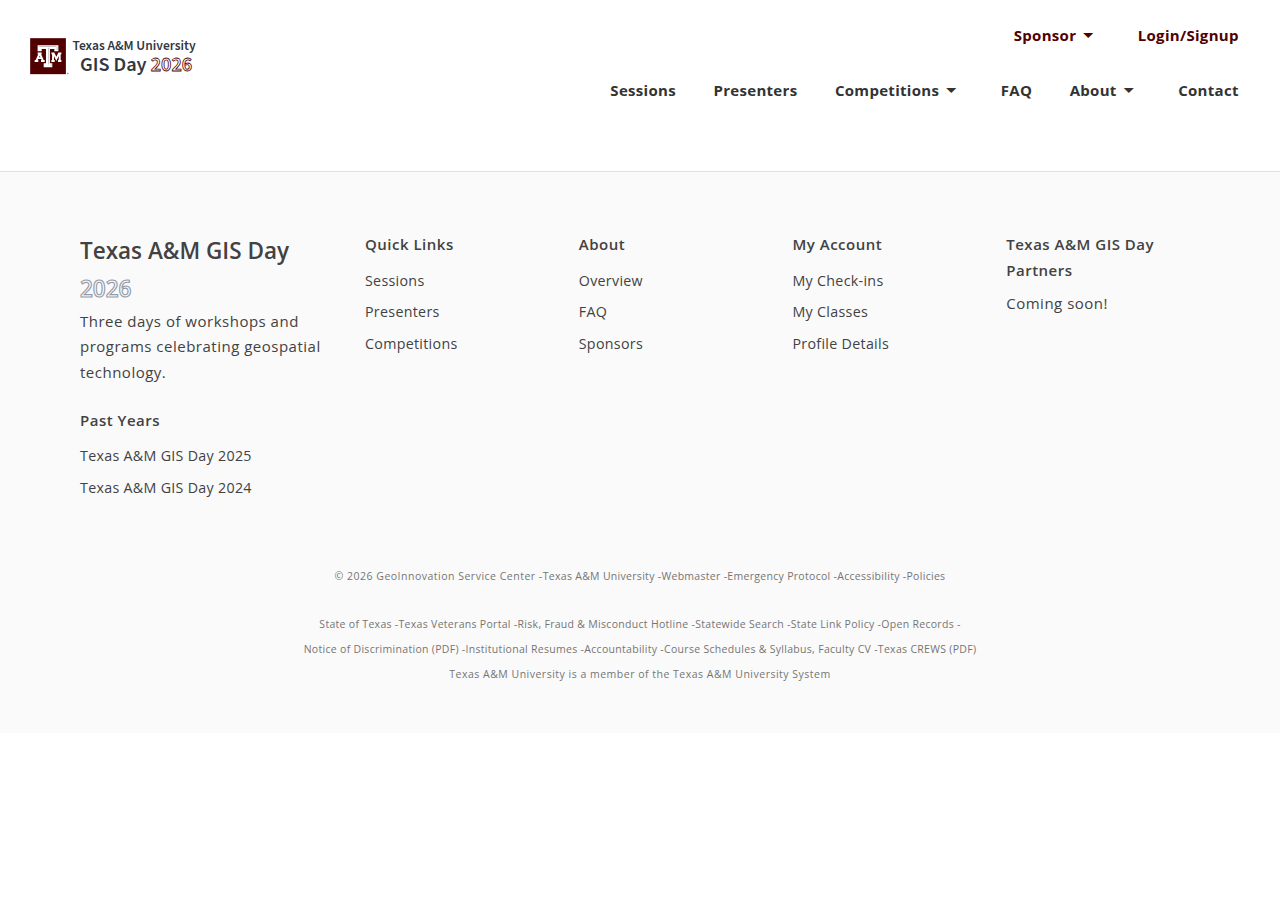 Sponsor
Login/Signup
Texas A&M University
GIS Day 2026
ATM
Sessions
Presenters
Competitions
FAQ
About
Contact
Texas A&M GIS Day
2026
Three days of workshops and
programs celebrating geospatial
technology.
Past Years
Texas A&M GIS Day 2025
Texas A&M GIS Day 2024
Quick Links
Sessions
Presenters
Competitions
About
Overview
FAQ
Sponsors
My Account
My Check-ins
My Classes
Profile Details
Texas A&M GIS Day
Partners
Coming soon!
© 2026 GeoInnovation Service Center -Texas A&M University -Webmaster -Emergency Protocol -Accessibility -Policies
State of Texas -Texas Veterans Portal -Risk, Fraud & Misconduct Hotline -Statewide Search -State Link Policy -Open Records -
Notice of Discrimination (PDF) -Institutional Resumes -Accountability -Course Schedules & Syllabus, Faculty CV -Texas CREWS (PDF)
Texas A&M University is a member of the Texas A&M University System